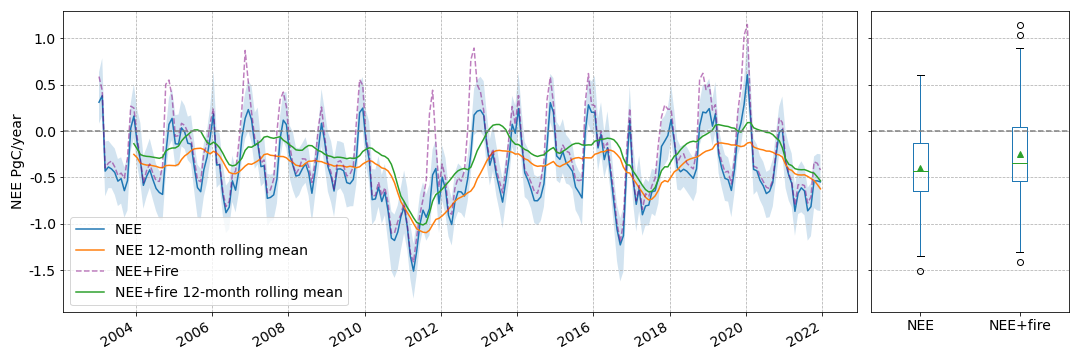 NEE PgC/year
1.0
0.5
0.0
-0.5
-1.0
-1.5
NEE
NEE 12-month rolling mean
NEE+Fire
NEE+fire 12-month rolling mean
2004 2006 2008 2010 2012 2014 2016 2018 2020 2022
NEE NEE+fire